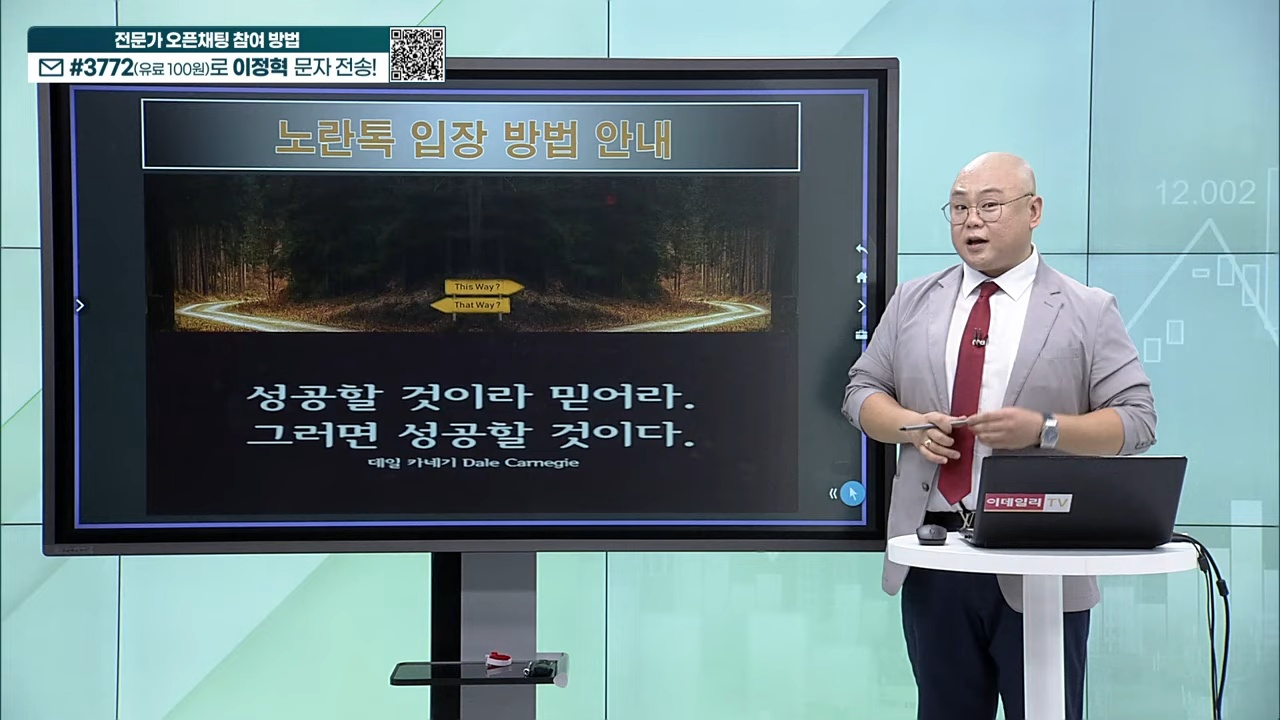 전문가 오픈채팅 참여 방법
#3772(유료 100원)로 이정혁 문자 전송!
노란톡 입장 방법 안내
This Way?
That Way?
성공할 것이라 믿어라.
그러면 성공할 것이다.
데일 카네기 Dale Carnegie
12.002
이데일리 TV